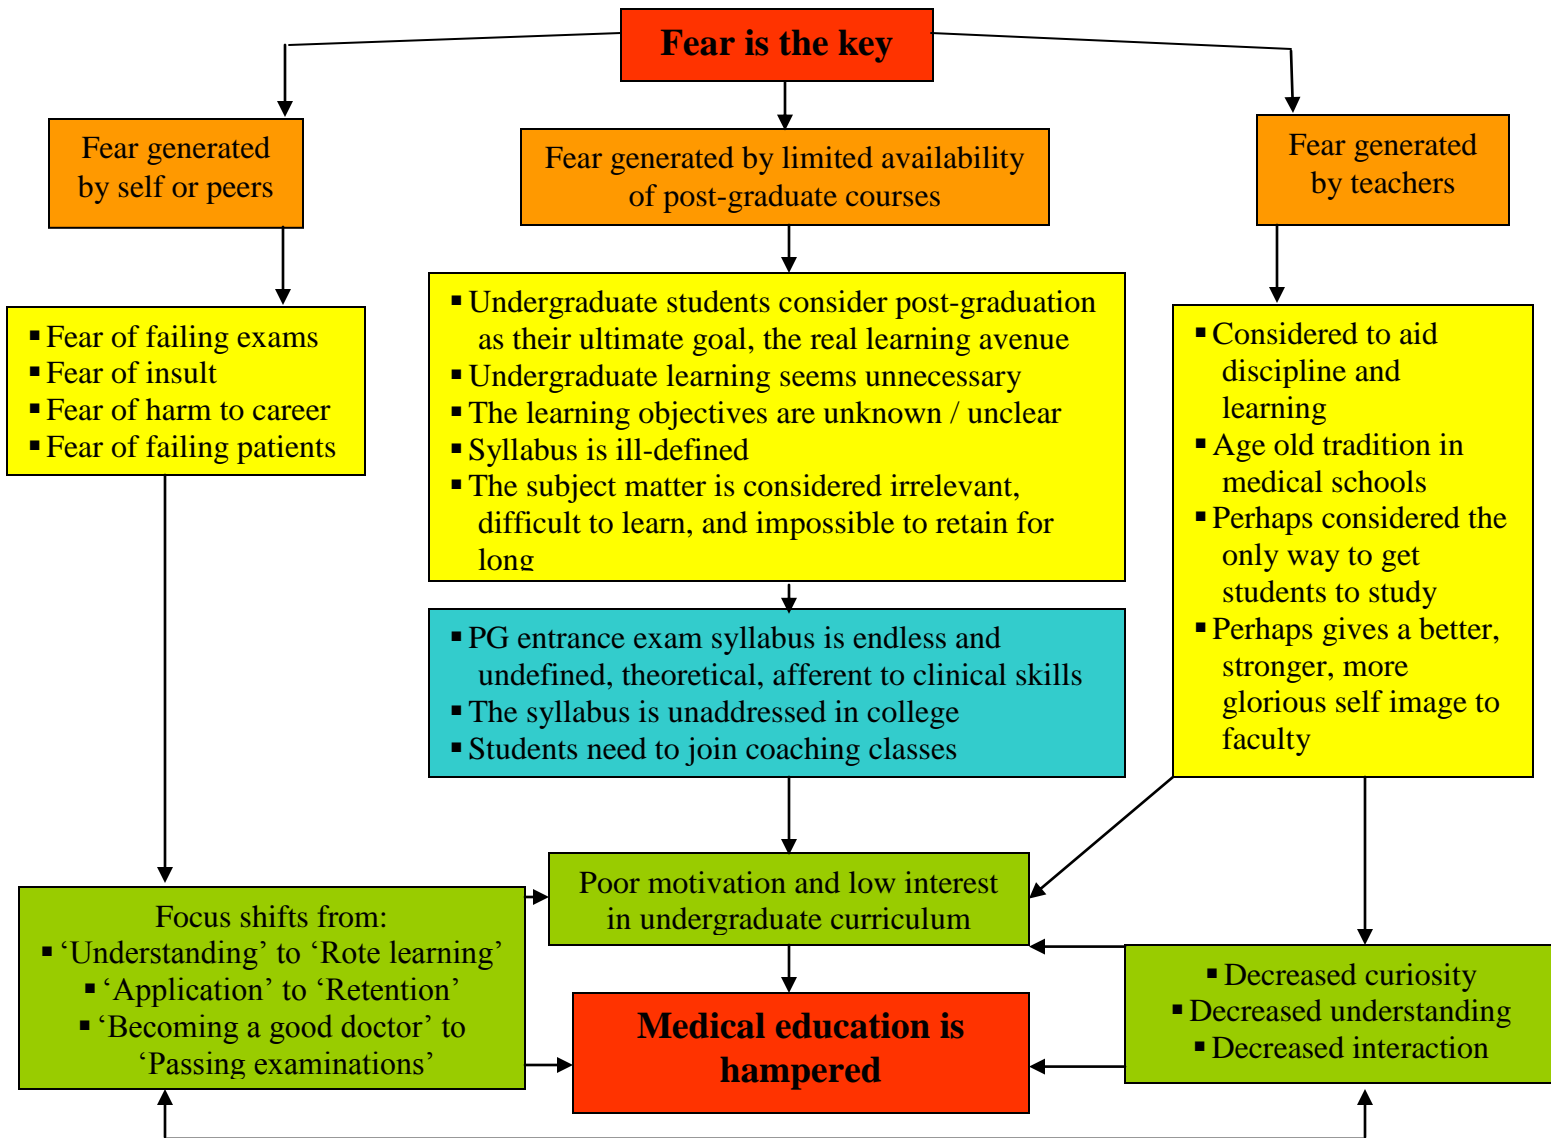 Fear is the key
Fear generated
by self or peers
Fear generated by limited availability
of post-graduate courses
Fear generated
by teachers
▪ Fear of failing exams
▪ Fear of insult
▪ Fear of harm to career
▪ Fear of failing patients
▪ Undergraduate students consider post-graduation
as their ultimate goal, the real learning avenue
▪ Undergraduate learning seems unnecessary
▪ The learning objectives are unknown / unclear
▪ Syllabus is ill-defined
▪ The subject matter is considered irrelevant,
difficult to learn, and impossible to retain for
long
▪ Considered to aid
discipline and
learning
▪ Age old tradition in
medical schools
▪ Perhaps considered the
only way to get
students to study
▪ Perhaps gives a better,
stronger, more
glorious self image to
faculty
▪ PG entrance exam syllabus is endless and
undefined, theoretical, afferent to clinical skills
▪ The syllabus is unaddressed in college
▪ Students need to join coaching classes
Focus shifts from:
▪ ‘Understanding’ to ‘Rote learning’
▪ ‘Application’ to ‘Retention’
▪ ‘Becoming a good doctor’ to
‘Passing examinations’
Poor motivation and low interest
in undergraduate curriculum
▪ Decreased curiosity
▪ Decreased understanding
▪ Decreased interaction
Medical education is
hampered